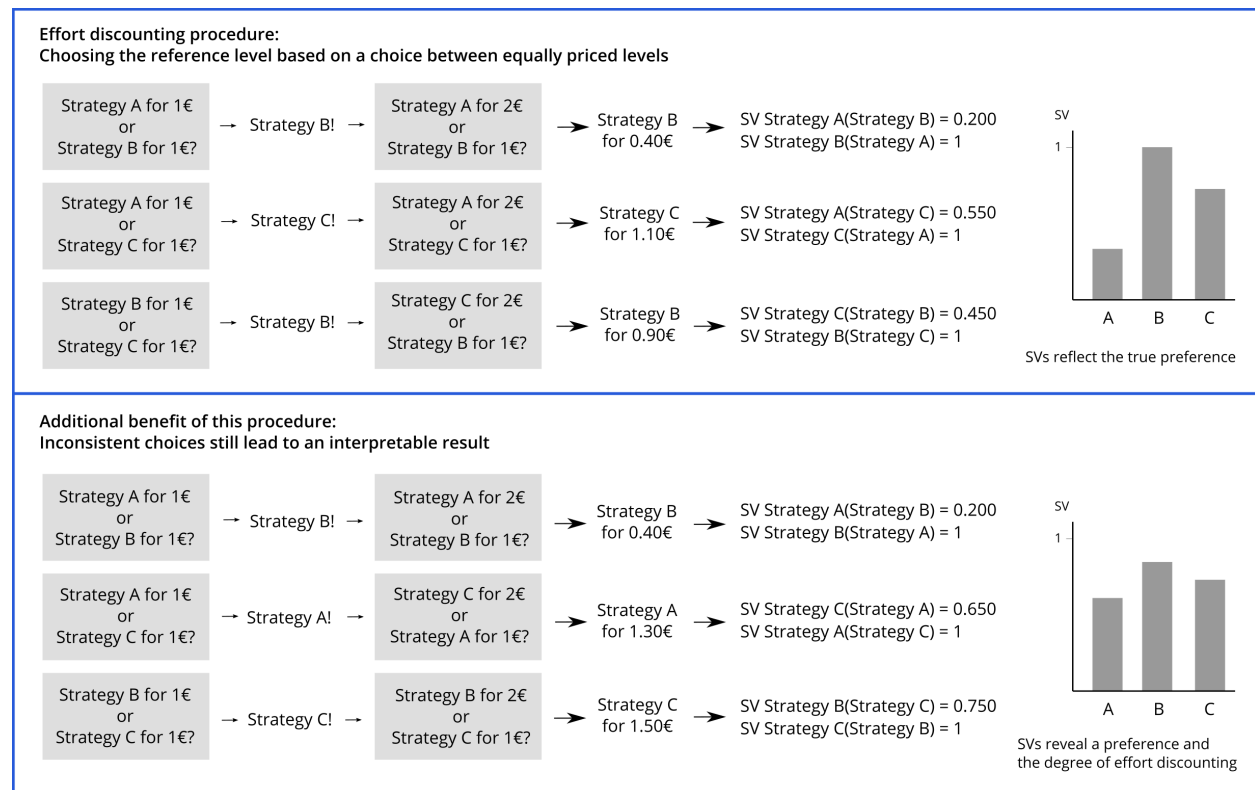 Effort discounting procedure:
Choosing the reference level based on a choice between equally priced levels
Strategy A for 1€
or
Strategy B for 1€?
Strategy B!
Strategy A for 2€
or
Strategy B for 1€?
Strategy B
for 0.40€
SV Strategy A(Strategy B) = 0.200
SV Strategy B(Strategy A) = 1
Strategy A for 1€
or
Strategy C for 1€?
Strategy C!
Strategy A for 2€
or
Strategy C for 1€?
Strategy C
for 1.10€
SV Strategy A(Strategy C) = 0.550
SV Strategy C(Strategy A) = 1
Strategy B for 1€
or
Strategy C for 1€?
Strategy B!
Strategy C for 2€
or
Strategy B for 1€?
Strategy B
for 0.90€
SV Strategy C(Strategy B) = 0.450
SV Strategy B(Strategy C) = 1
SV
1
A B C
SVs reflect the true preference
Additional benefit of this procedure:
Inconsistent choices still lead to an interpretable result
Strategy A for 1€
or
Strategy B for 1€?
Strategy B!
Strategy A for 2€
or
Strategy B for 1€?
Strategy B
for 0.40€
SV Strategy A(Strategy B) = 0.200
SV Strategy B(Strategy A) = 1
Strategy A for 1€
or
Strategy C for 1€?
Strategy A!
Strategy C for 2€
or
Strategy A for 1€?
Strategy A
for 1.30€
SV Strategy C(Strategy A) = 0.650
SV Strategy A(Strategy C) = 1
Strategy B for 1€
or
Strategy C for 1€?
Strategy C!
Strategy B for 2€
or
Strategy C for 1€?
Strategy C
for 1.50€
SV Strategy B(Strategy C) = 0.750
SV Strategy C(Strategy B) = 1
SV
1
A B C
SVs reveal a preference and
the degree of effort discounting